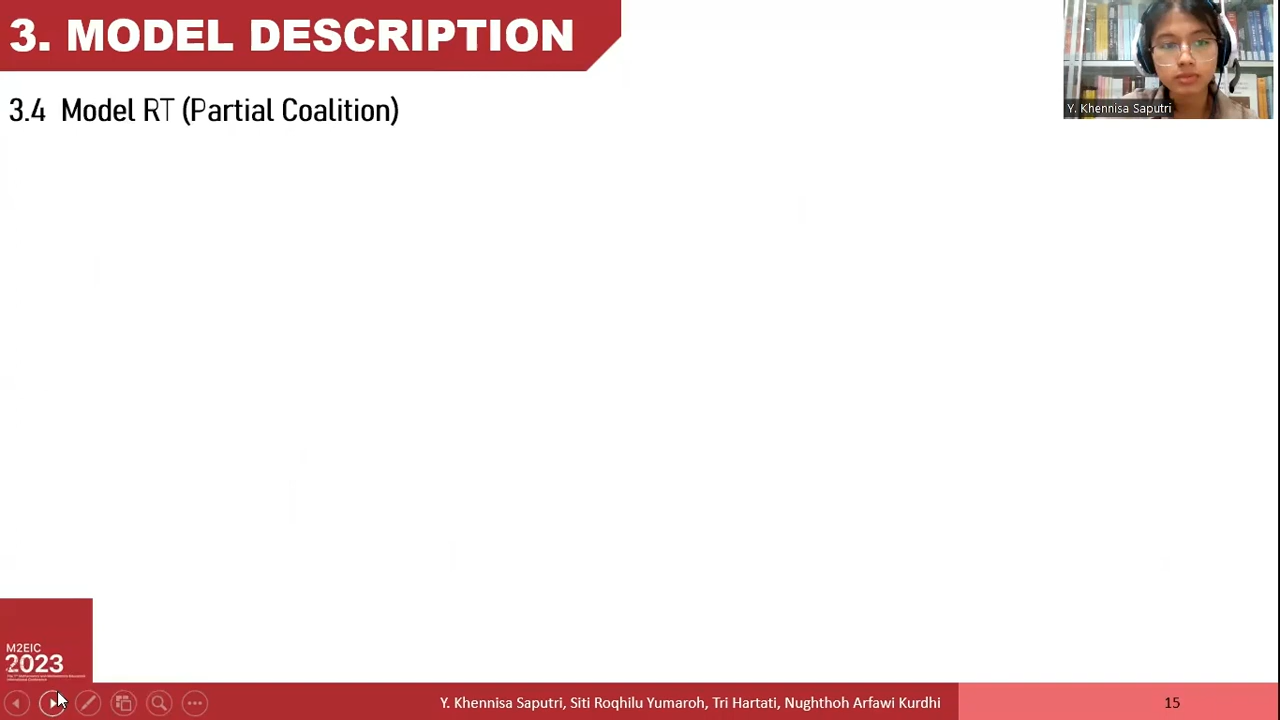 3. MODEL DESCRIPTION
3.4 Model RT (Partial Coalition)
Y. Khennisa Saputri
M2EIC
2023
Y. Khennisa Saputri, Siti Roqhilu Yumaroh, Tri Hartati, Nughthoh Arfawi Kurdhi
15